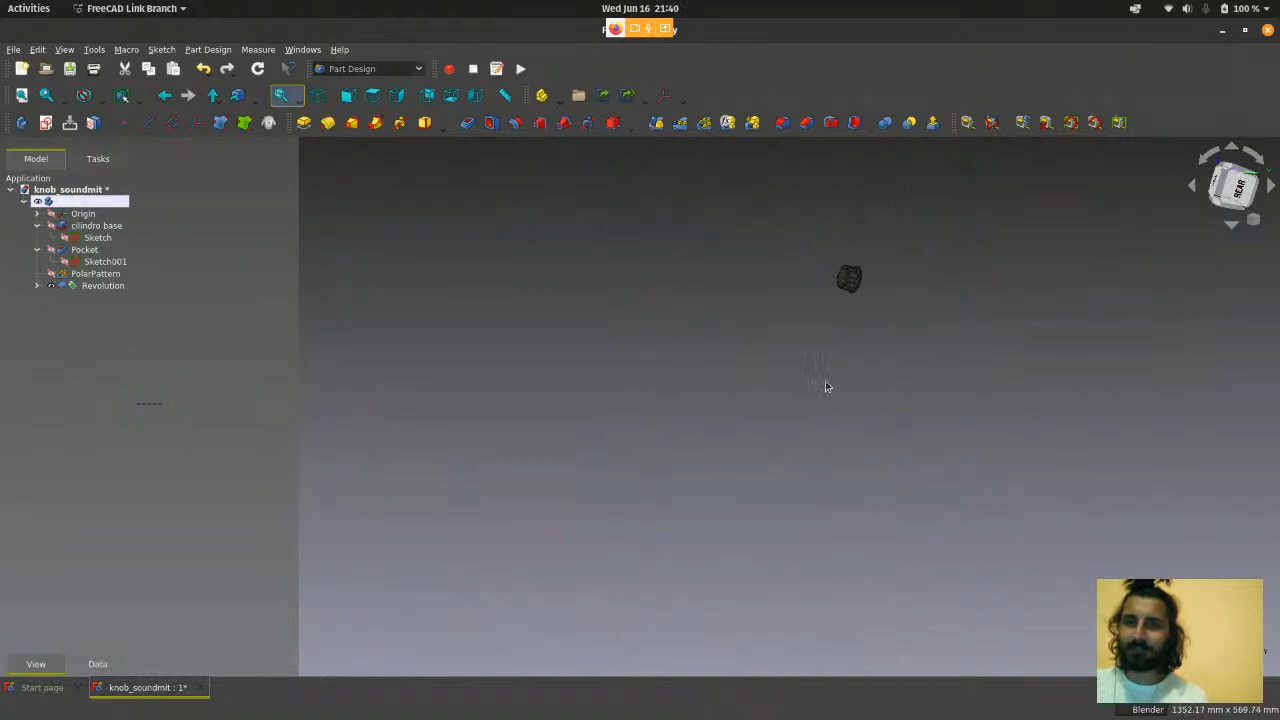 Activities
FreeCAD Link Branch
Wed Jun 16 21:40
100 %
File Edit View Tools Macro Sketch Part Design Measure Windows Help
Part Design
Model
Tasks
REAR
Application
knob_soundmit *
Origin
cilindro base
Sketch
Pocket
Sketch001
PolarPattern
Revolution
View
Data
Start page
knob_soundmit : 1*
Blender
1352.17 mm x 569.74 mm